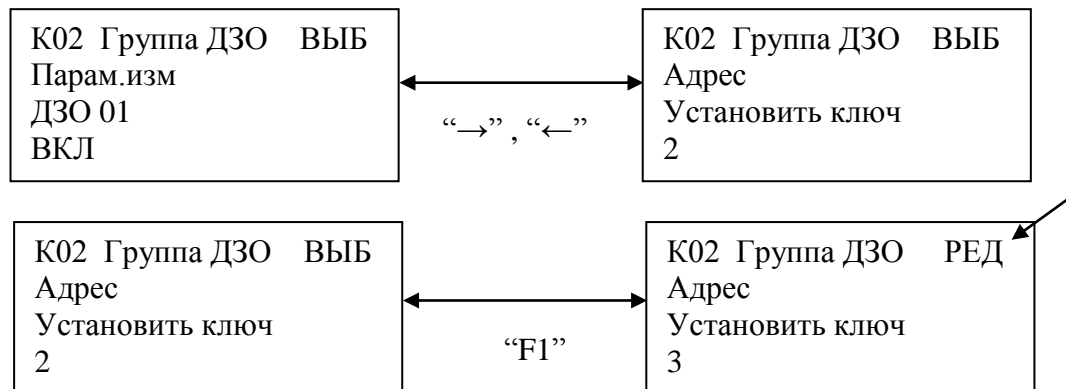 К02 Группа ДЗО ВЫБ
Парам.изм
ДЗО 01
ВКЛ
“→” , “←”
К02 Группа ДЗО ВЫБ
Адрес
Установить ключ
2
К02 Группа ДЗО ВЫБ
Адрес
Установить ключ
2
“F1”
К02 Группа ДЗО РЕД
Адрес
Установить ключ
3